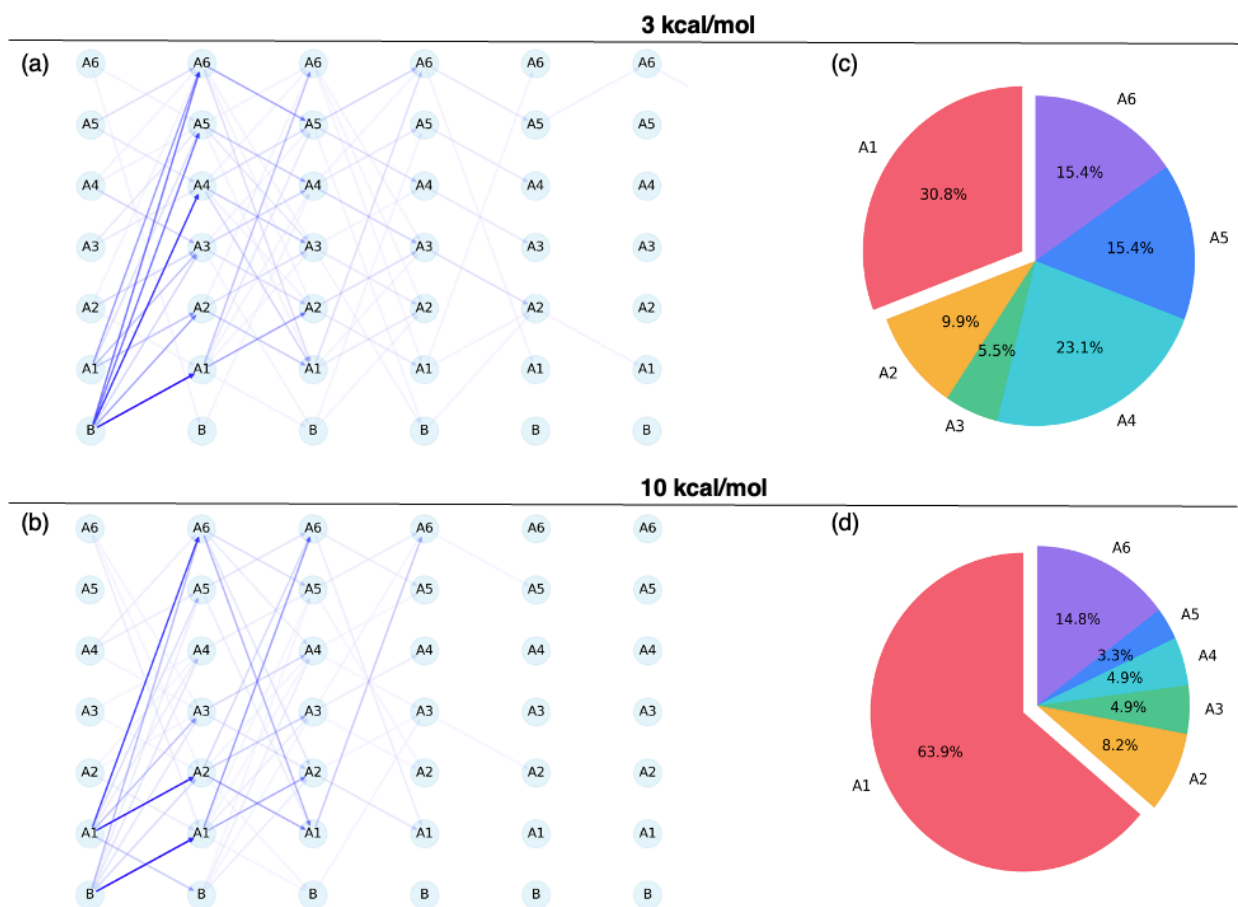 3 kcal/mol
(a)
A6 A6 A6 A6 A6 A6
A5 A5 A5 A5 A5 A5
A4 A4 A4 A4 A4 A4
A3 A3 A3 A3 A3 A3
A2 A2 A2 A2 A2 A2
A1 A1 A1 A1 A1 A1
B B B B B B
(c)
A6
A1
15.4%
30.8%
A5
15.4%
9.9%
5.5%
23.1%
A2
A3
A4
10 kcal/mol
(b)
A6 A6 A6 A6 A6 A6
A5 A5 A5 A5 A5 A5
A4 A4 A4 A4 A4 A4
A3 A3 A3 A3 A3 A3
A2 A2 A2 A2 A2 A2
A1 A1 A1 A1 A1 A1
B B B B B B
(d)
A6
14.8%
A5
3.3%
A4
4.9%
4.9%
A3
63.9%
8.2%
A1
A2